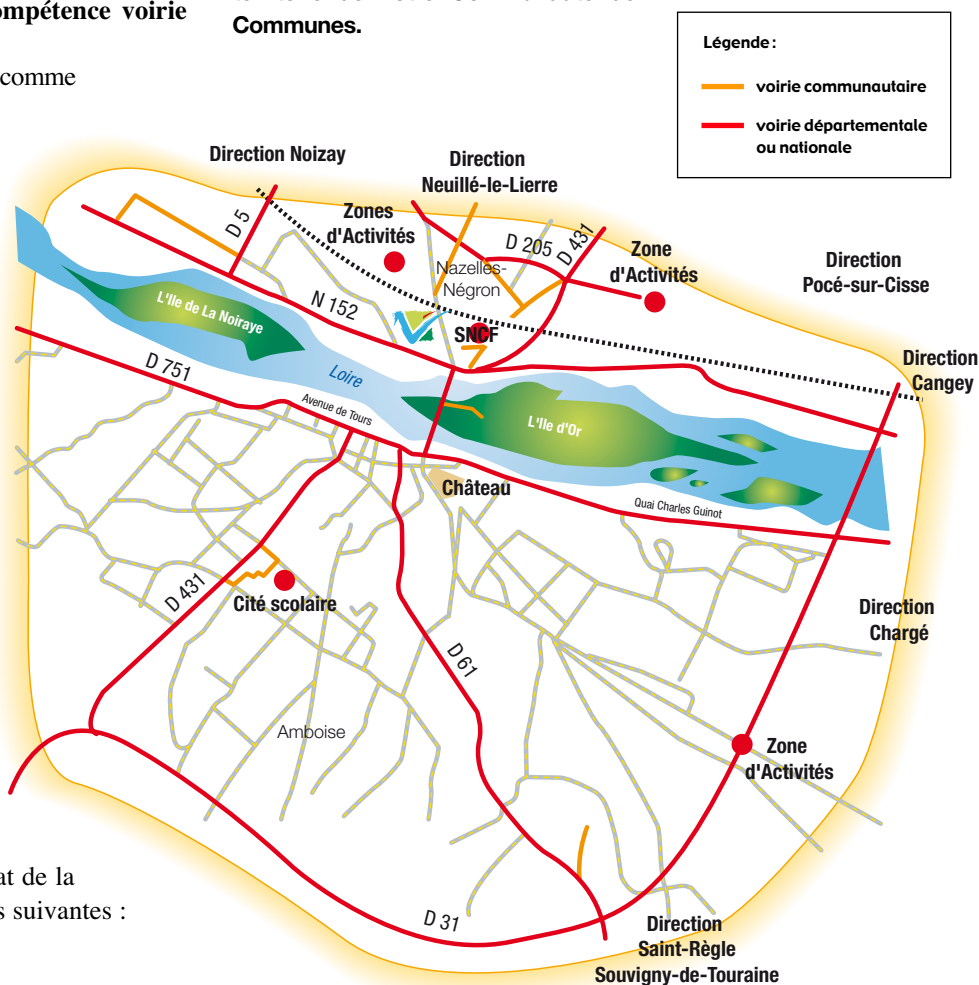 ompétence voirie
Communes.
comme
Légende :
voirie communautaire
voirie départementale
ou nationale
Direction Noizay
Direction
Neuillé-le-Lierre
Zones
d'Activités
D 5
D 205
D 431
Zone
d'Activités
Nazelles-
Négron
Direction
Pocé-sur-Cisse
L'Ile de La Noiraye
N 152
SNCF
Direction
Cangey
D 751
Loire
Avenue de Tours
L'Ile d'Or
Château
Quai Charles Guinot
D 431
Cité scolaire
Direction
Chargé
D 61
Amboise
Zone
d'Activités
at de la
s suivantes :
D 31
Direction
Saint-Règle
Souvigny-de-Touraine